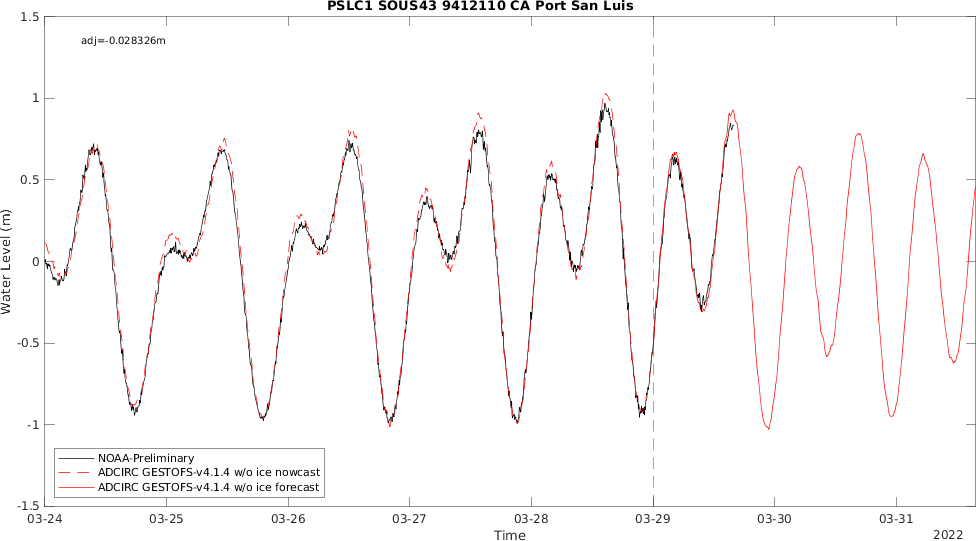 PSLC1 SOUS43 9412110 CA Port San Luis
adj=-0.028326m
1.5
1
0.5
0
-0.5
-1
-1.5
Water Level (m)
NOAA-Preliminary
ADCIRC GESTOFS-v4.1.4 w/o ice nowcast
ADCIRC GESTOFS-v4.1.4 w/o ice forecast
03-24 03-25 03-26 03-27 03-28 03-29 03-30 03-31
Time
2022